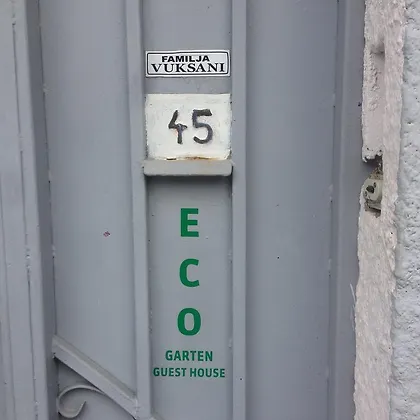 FAMILJA
VUKSANI
45
E
C
O
GARTEN
GUEST HOUSE